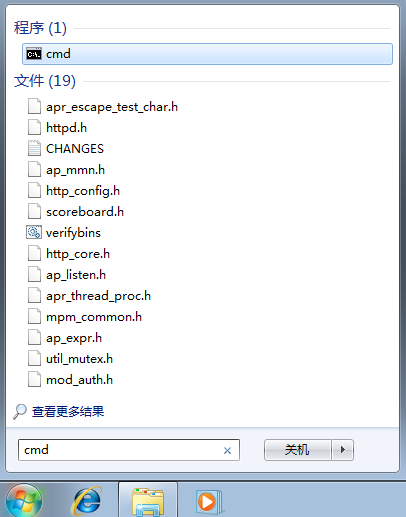 程序 (1)
cmd
文件 (19)
apr_escape_test_char.h
httpd.h
CHANGES
ap_mmn.h
http_config.h
scoreboard.h
verifybins
http_core.h
ap_listen.h
apr_thread_proc.h
mpm_common.h
ap_expr.h
util_mutex.h
mod_auth.h
查看更多结果
cmd
关机